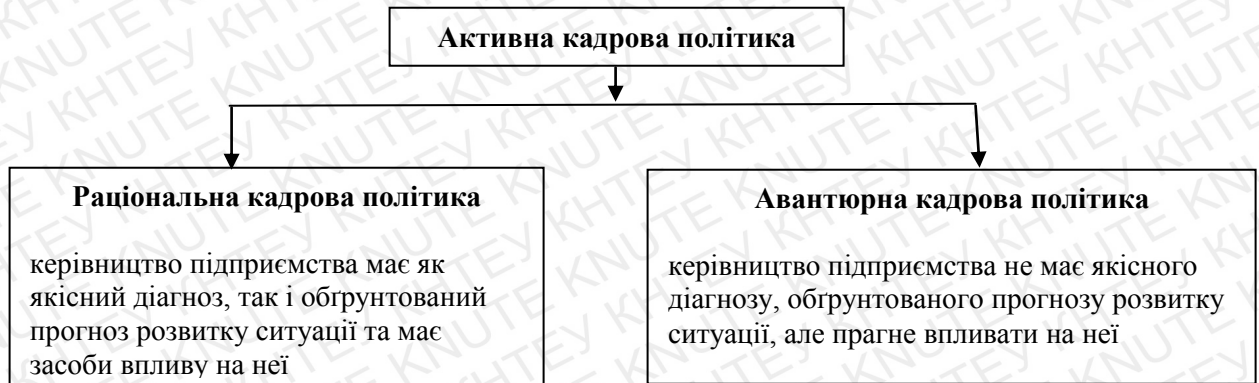 Активна кадрова політика
Раціональна кадрова політика
керівництво підприємства має як
якісний діагноз, так і обґрунтований
прогноз розвитку ситуації та має
засоби впливу на неї
Авантюрна кадрова політика
керівництво підприємства не має якісного
діагнозу, обґрунтованого прогнозу розвитку
ситуації, але прагне впливати на неї